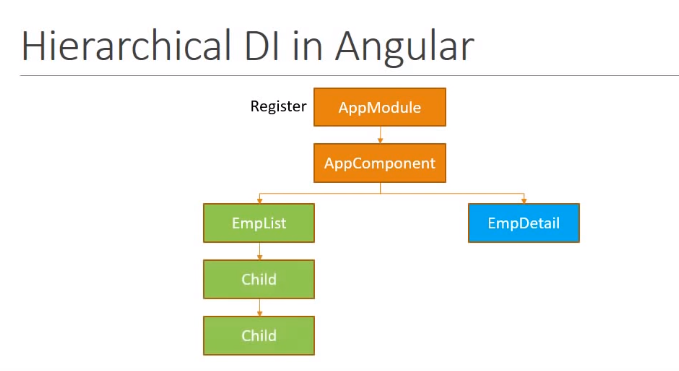 Hierarchical DI in Angular
Register
AppModule
AppComponent
EmpList
EmpDetail
Child
Child